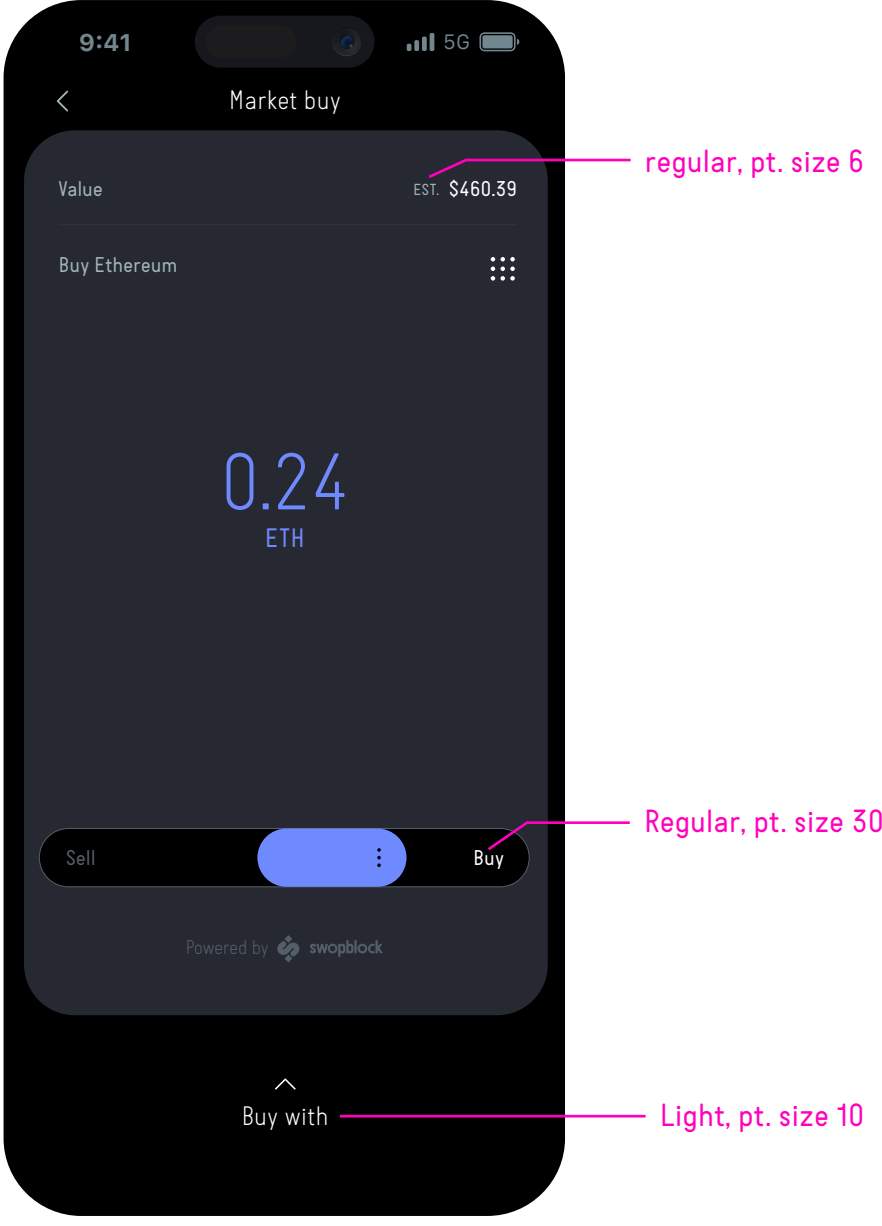 9:41 5G
Market buy
regular, pt. size 6
Value EST. $460.39
Buy Ethereum
0.24
ETH
Regular, pt. size 30
Sell Buy
Powered by swopblock
Buy with
Light, pt. size 10